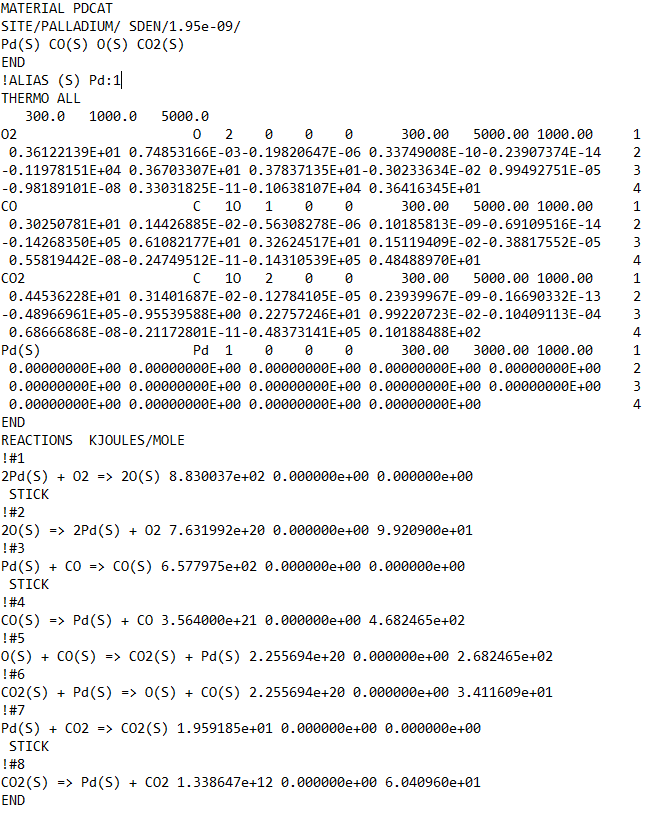 MATERIAL PDCAT
SITE/PALLADIUM/ SDEN/1.95e-09/
Pd(S) CO(S) O(S) CO2(S)
END
!ALIAS (S) Pd:1
THERMO ALL
   300.0   1000.0   5000.0
O2                      O   2    0    0    0      300.00   5000.00 1000.00     1
 0.36122139E+01 0.74853166E-03-0.19820647E-06 0.33749008E-10-0.23907374E-14    2
-0.11978151E+04 0.36703307E+01 0.37837135E+01-0.30233634E-02 0.99492751E-05    3
-0.98189101E-08 0.33031825E-11-0.10638107E+04 0.36416345E+01                   4
CO                      C   1O   1    0    0      300.00   5000.00 1000.00     1
 0.30250781E+01 0.14426885E-02-0.56308278E-06 0.10185813E-09-0.69109516E-14    2
-0.14268350E+05 0.61082177E+01 0.32624517E+01 0.15119409E-02-0.38817552E-05    3
 0.55819442E-08-0.24749512E-11-0.14310539E+05 0.48488970E+01                   4
CO2                     C   1O   2    0    0      300.00   5000.00 1000.00     1
 0.44536228E+01 0.31401687E-02-0.12784105E-05 0.23939967E-09-0.16690332E-13    2
-0.48966961E+05-0.95539588E+00 0.22757246E+01 0.99220723E-02-0.10409113E-04    3
 0.68666868E-08-0.21172801E-11-0.48373141E+05 0.10188488E+02                   4
Pd(S)                   Pd  1    0    0    0      300.00   3000.00 1000.00     1
 0.00000000E+00 0.00000000E+00 0.00000000E+00 0.00000000E+00 0.00000000E+00    2
 0.00000000E+00 0.00000000E+00 0.00000000E+00 0.00000000E+00 0.00000000E+00    3
 0.00000000E+00 0.00000000E+00 0.00000000E+00 0.00000000E+00                   4
END
REACTIONS  KJOULES/MOLE
!#1
2Pd(S) + O2 => 2O(S) 8.830037e+02 0.000000e+00 0.000000e+00
 STICK
!#2
2O(S) => 2Pd(S) + O2 7.631992e+20 0.000000e+00 9.920900e+01
!#3
Pd(S) + CO => CO(S) 6.577975e+02 0.000000e+00 0.000000e+00
 STICK
!#4
CO(S) => Pd(S) + CO 3.564000e+21 0.000000e+00 4.682465e+02
!#5
O(S) + CO(S) => CO2(S) + Pd(S) 2.255694e+20 0.000000e+00 2.682465e+02
!#6
CO2(S) + Pd(S) => O(S) + CO(S) 2.255694e+20 0.000000e+00 3.411609e+01
!#7
Pd(S) + CO2 => CO2(S) 1.959185e+01 0.000000e+00 0.000000e+00
 STICK
!#8
CO2(S) => Pd(S) + CO2 1.338647e+12 0.000000e+00 6.040960e+01
END